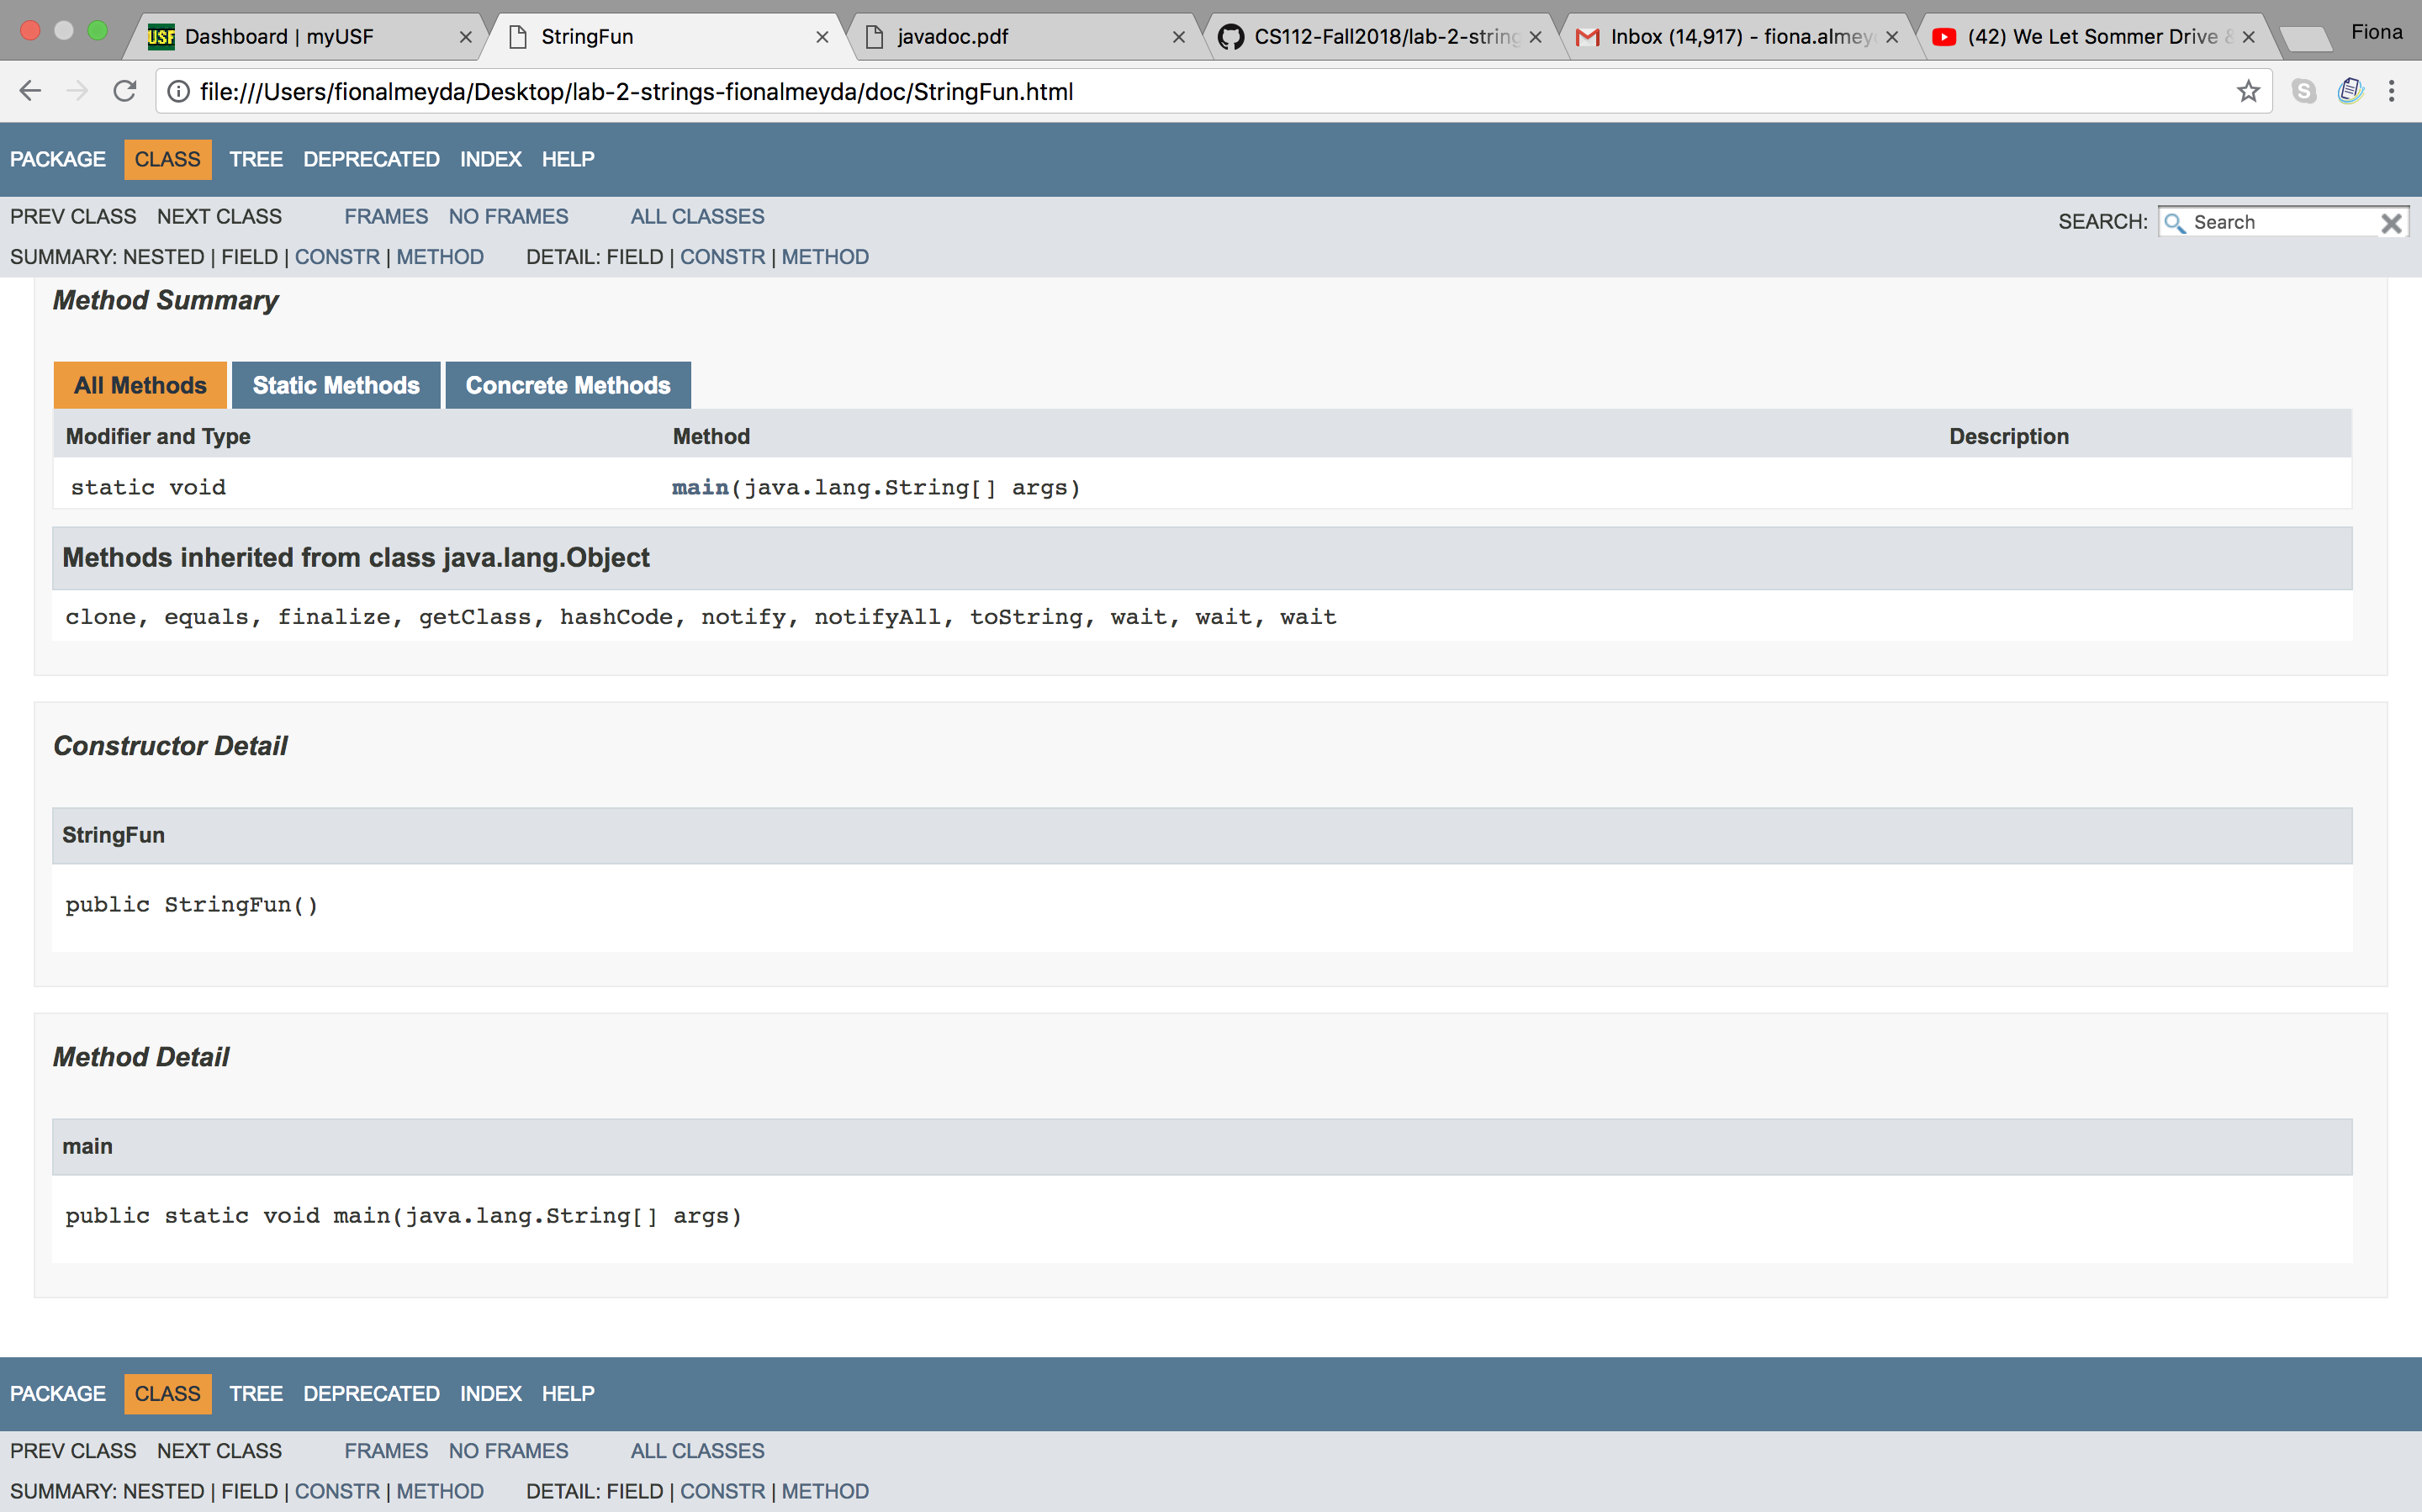 USF Dashboard | myUSF StringFun javadoc.pdf CS112-Fall2018/lab-2-string Inbox (14,917) - fiona.almey (42) We Let Sommer Drive & Fiona
file:///Users/fionalmeyda/Desktop/lab-2-strings-fionalmeyda/doc/StringFun.html
PACKAGE CLASS TREE DEPRECATED INDEX HELP
PREV CLASS NEXT CLASS FRAMES NO FRAMES ALL CLASSES SEARCH: Search
SUMMARY: NESTED | FIELD | CONSTR | METHOD DETAIL: FIELD | CONSTR | METHOD
Method Summary
All Methods Static Methods Concrete Methods
Modifier and Type Method Description
static void main(java.lang.String[] args)
Methods inherited from class java.lang.Object
clone, equals, finalize, getClass, hashCode, notify, notifyAll, toString, wait, wait, wait
Constructor Detail
StringFun
public StringFun()
Method Detail
main
public static void main(java.lang.String[] args)
PACKAGE CLASS TREE DEPRECATED INDEX HELP
PREV CLASS NEXT CLASS FRAMES NO FRAMES ALL CLASSES
SUMMARY: NESTED | FIELD | CONSTR | METHOD DETAIL: FIELD | CONSTR | METHOD